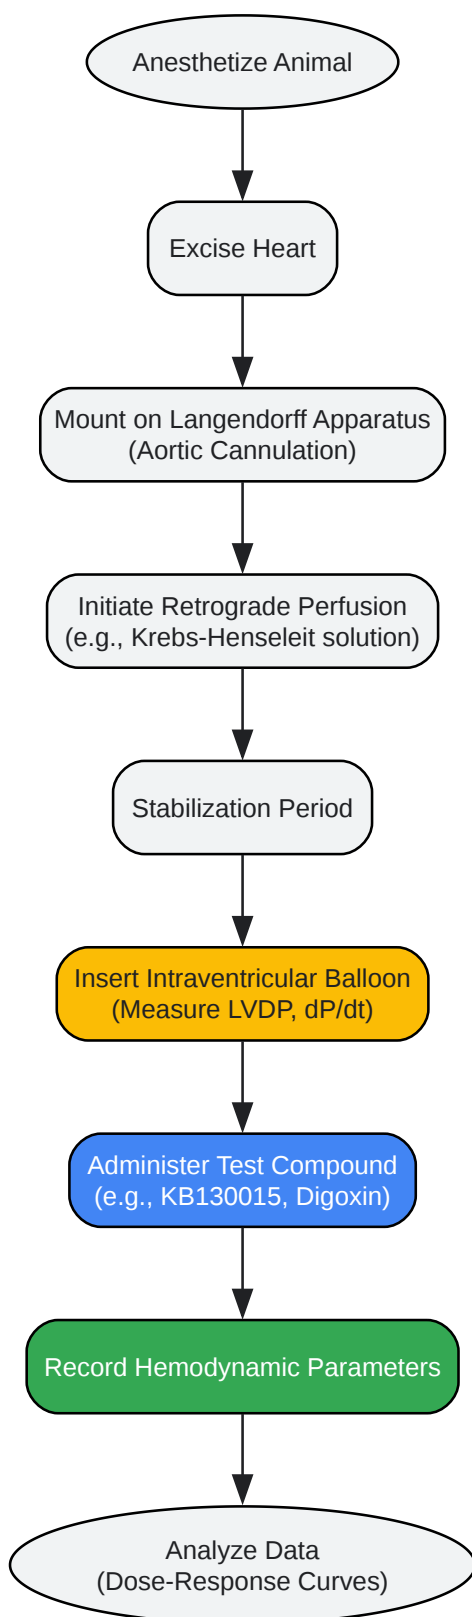 Anesthetize Animal
Excise Heart
Mount on Langendorff Apparatus
(Aortic Cannulation)
Initiate Retrograde Perfusion
(e.g., Krebs-Henseleit solution)
Stabilization Period
Insert Intraventricular Balloon
(Measure LVDP, dP/dt)
Administer Test Compound
(e.g., KB130015, Digoxin)
Record Hemodynamic Parameters
Analyze Data
(Dose-Response Curves)